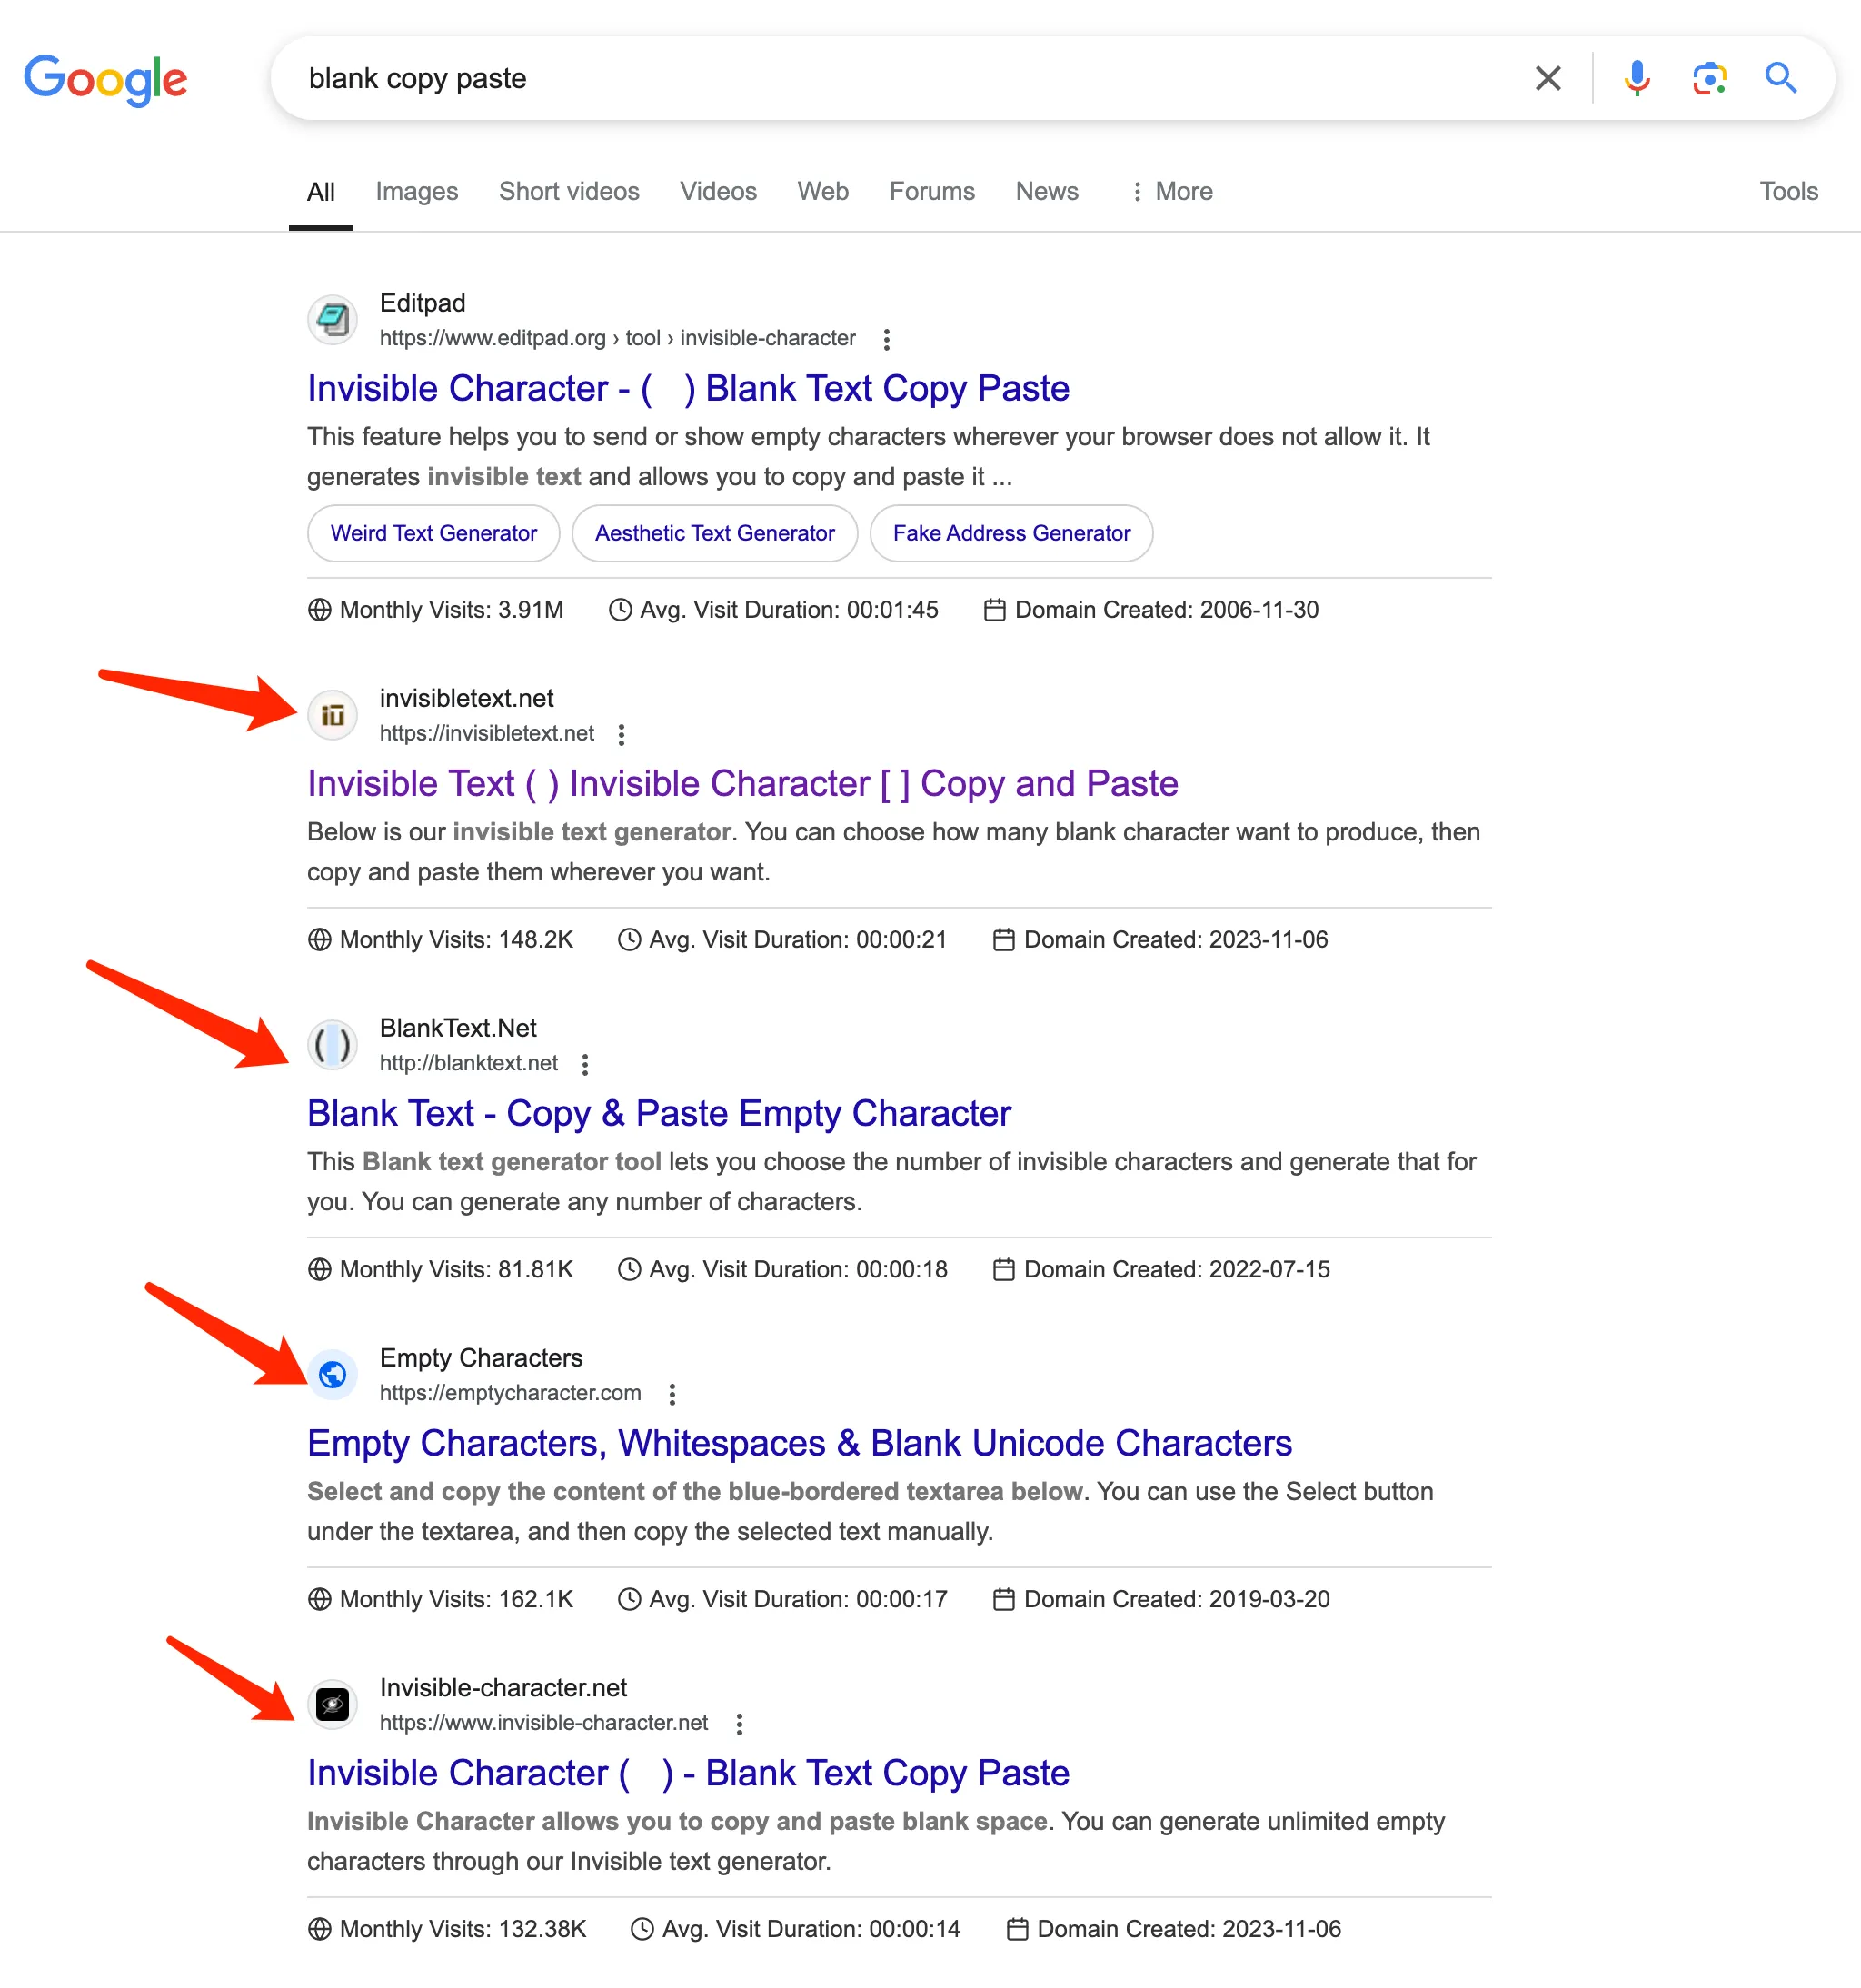 Google
blank copy paste
All Images Short videos Videos Web Forums News More Tools
Editpad
https://www.editpad.org › tool › invisible-character
Invisible Character - (   ) Blank Text Copy Paste
This feature helps you to send or show empty characters wherever your browser does not allow it. It
generates invisible text and allows you to copy and paste it ...
Weird Text Generator Aesthetic Text Generator Fake Address Generator
Monthly Visits: 3.91M Avg. Visit Duration: 00:01:45 Domain Created: 2006-11-30
iT
invisibletext.net
https://invisibletext.net
Invisible Text ( ) Invisible Character [ ] Copy and Paste
Below is our invisible text generator. You can choose how many blank character want to produce, then
copy and paste them wherever you want.
Monthly Visits: 148.2K Avg. Visit Duration: 00:00:21 Domain Created: 2023-11-06
BlankText.Net
http://blanktext.net
Blank Text - Copy & Paste Empty Character
This Blank text generator tool lets you choose the number of invisible characters and generate that for
you. You can generate any number of characters.
Monthly Visits: 81.81K Avg. Visit Duration: 00:00:18 Domain Created: 2022-07-15
Empty Characters
https://emptycharacter.com
Empty Characters, Whitespaces & Blank Unicode Characters
Select and copy the content of the blue-bordered textarea below. You can use the Select button
under the textarea, and then copy the selected text manually.
Monthly Visits: 162.1K Avg. Visit Duration: 00:00:17 Domain Created: 2019-03-20
Invisible-character.net
https://www.invisible-character.net
Invisible Character (   ) - Blank Text Copy Paste
Invisible Character allows you to copy and paste blank space. You can generate unlimited empty
characters through our Invisible text generator.
Monthly Visits: 132.38K Avg. Visit Duration: 00:00:14 Domain Created: 2023-11-06